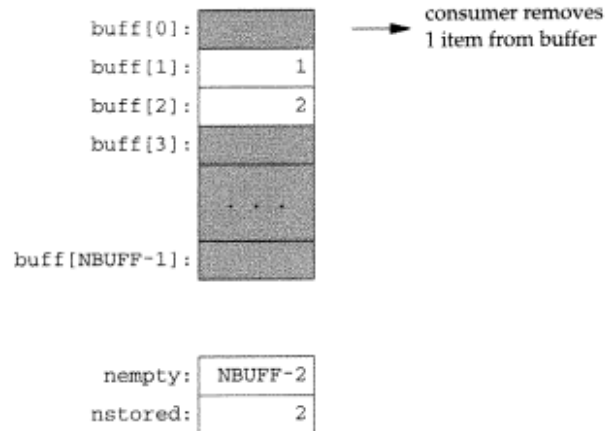 buff[0]:
consumer removes
1 item from buffer
buff[1]: 1
buff[2]: 2
buff[3]:
. . .
buff[NBUFF-1]:
nempty: NBUFF-2
nstored: 2